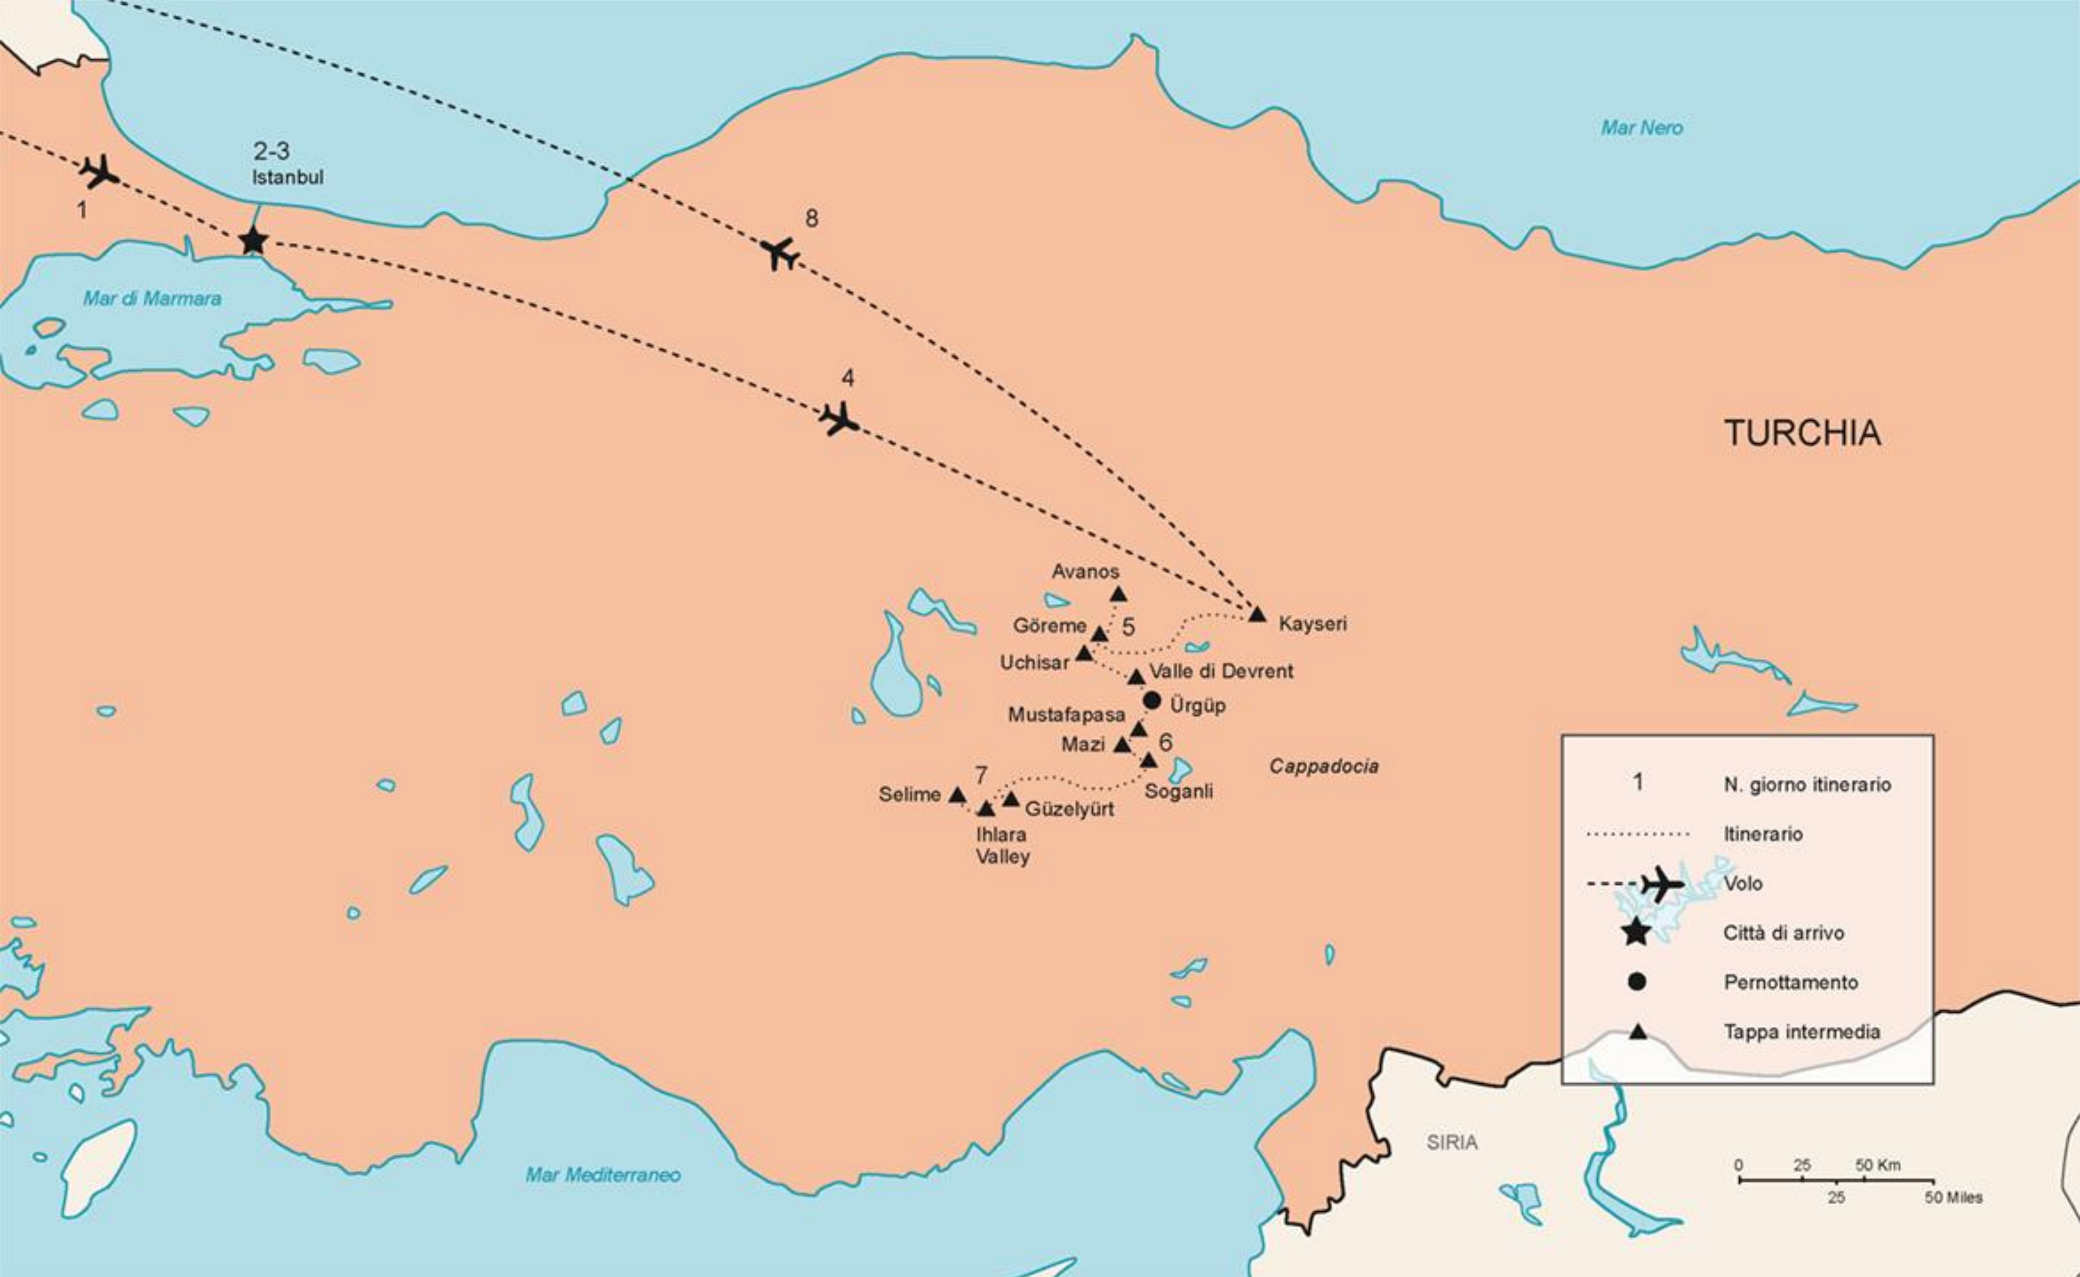 Mar Nero
2-3
Istanbul
1
8
Mar di Marmara
4
TURCHIA
Avanos
Göreme
5
Kayseri
Uchisar
Valle di Devrent
Ürgüp
Mustafapasa
Mazi
6
Cappadocia
7
Selime
Soganli
Güzelyürt
Ihlara
Valley
1 N. giorno itinerario
Itinerario
Volo
Città di arrivo
Pernottamento
Tappa intermedia
SIRIA
Mar Mediterraneo
0 25 50 Km
25 50 Miles